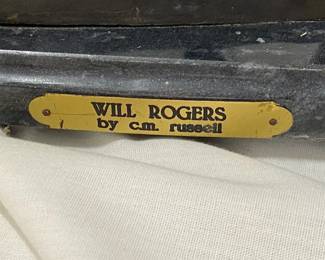 WILL ROGERS
by c.m. russell